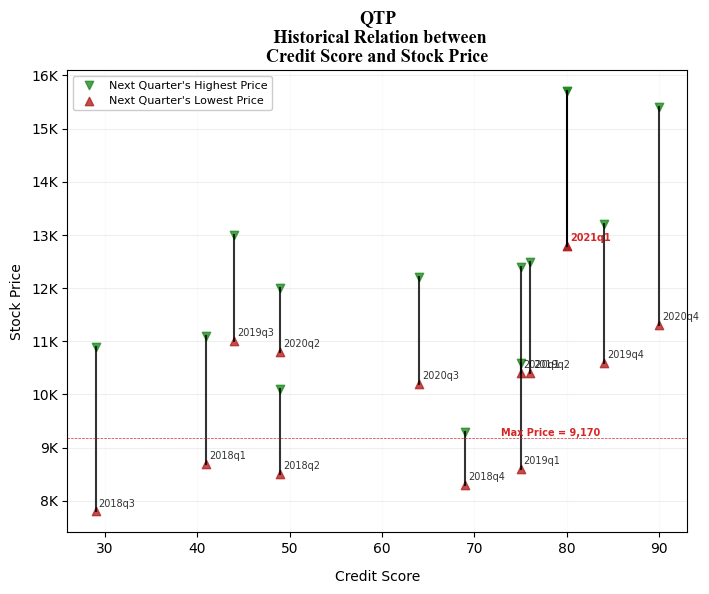 QTP
Historical Relation between
Credit Score and Stock Price
Next Quarter's Highest Price
Next Quarter's Lowest Price
16K
15K
14K
13K
12K
11K
10K
9K
8K
Stock Price
2021q1
2020q4
2019q3
2020q2
2019q4
2020q3
2019q2
2018q1
2018q2
2018q3
2018q4
2019q1
Max Price = 9,170
30
40
50
60
70
80
90
Credit Score